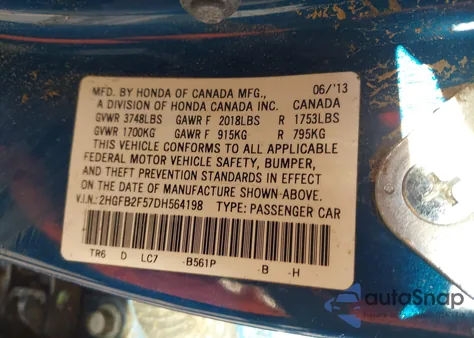 MFD. BY HONDA OF CANADA MFG., 06/'13
A DIVISION OF HONDA CANADA INC. CANADA
GVWR 3748LBS GAWR F 2018LBS R 1753LBS
GVWR 1700KG GAWR F 915KG R 795KG
THIS VEHICLE CONFORMS TO ALL APPLICABLE
FEDERAL MOTOR VEHICLE SAFETY, BUMPER,
AND THEFT PREVENTION STANDARDS IN EFFECT
ON THE DATE OF MANUFACTURE SHOWN ABOVE.
V.I.N.: 2HGFB2F57DH564198 TYPE: PASSENGER CAR
TR6 D LC7 -B561P -B -H
autoSnap